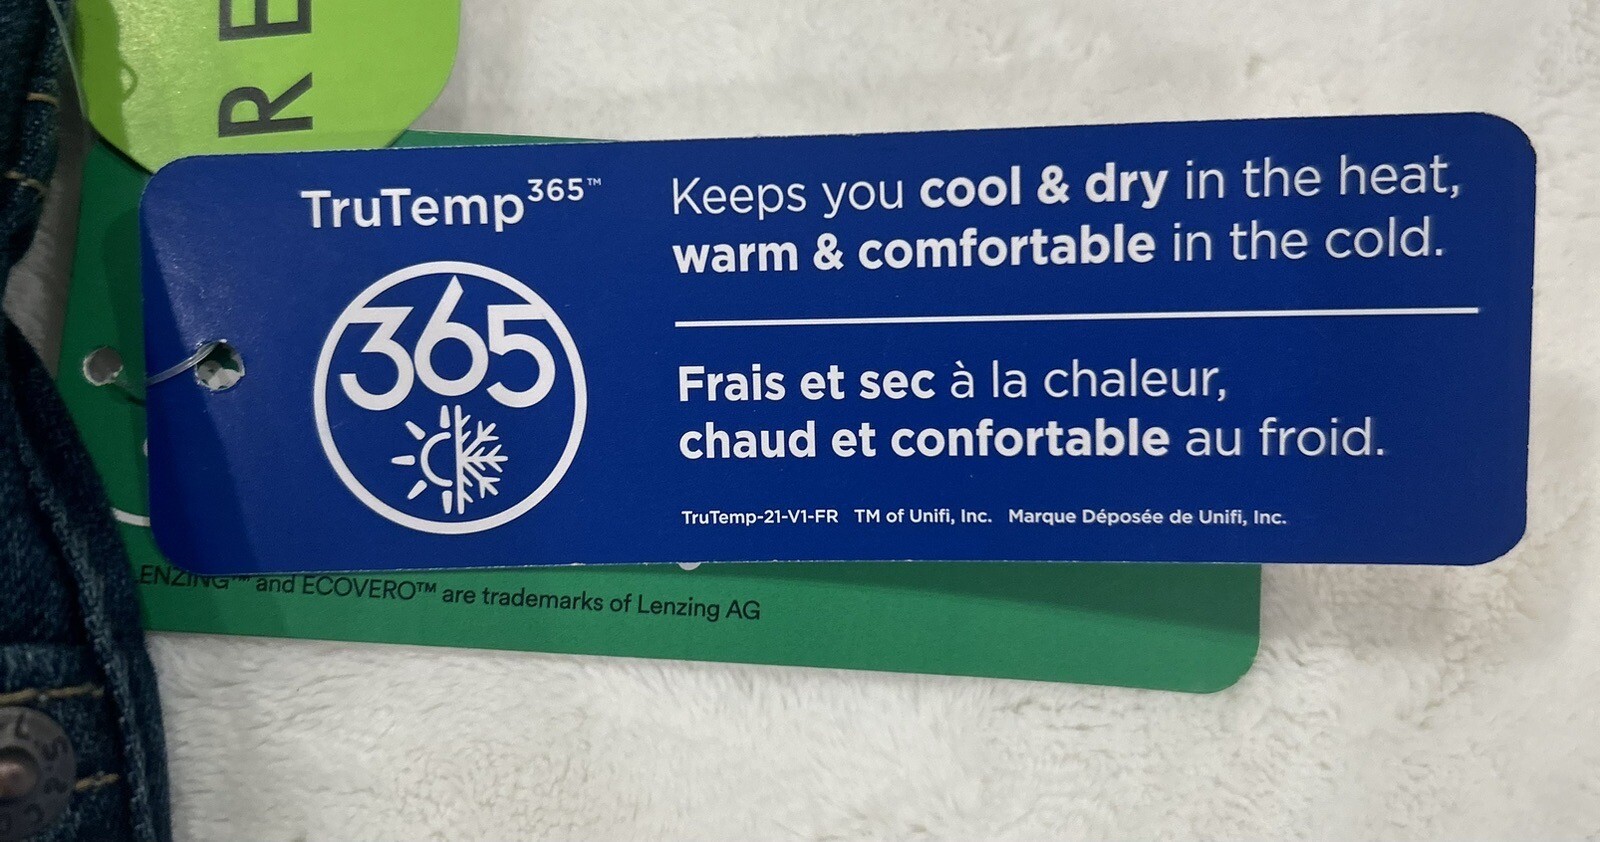 RE
TruTemp365™
365
Keeps you cool & dry in the heat,
warm & comfortable in the cold.
Frais et sec à la chaleur,
chaud et confortable au froid.
TruTemp-21-V1-FR TM of Unifi, Inc. Marque Déposée de Unifi, Inc.
ENZING™ and ECOVERO™ are trademarks of Lenzing AG